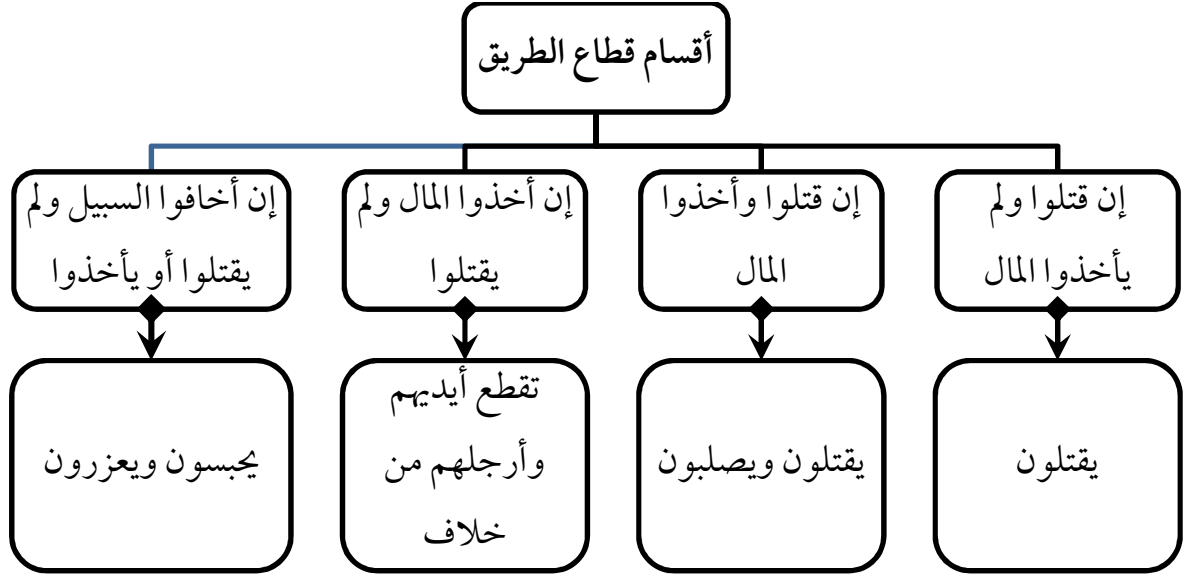 أقسام قطاع الطريق
إن قتلوا ولم
يأخذوا المال
إن قتلوا وأخذوا
المال
إن أخذوا المال ولم
يقتلوا
إن أخافوا السبيل ولم
يقتلوا أو يأخذوا
يقتلون
يقتلون ويصلبون
تقطع أيديهم
وأرجلهم من
خلاف
يحبسون ويعزرون